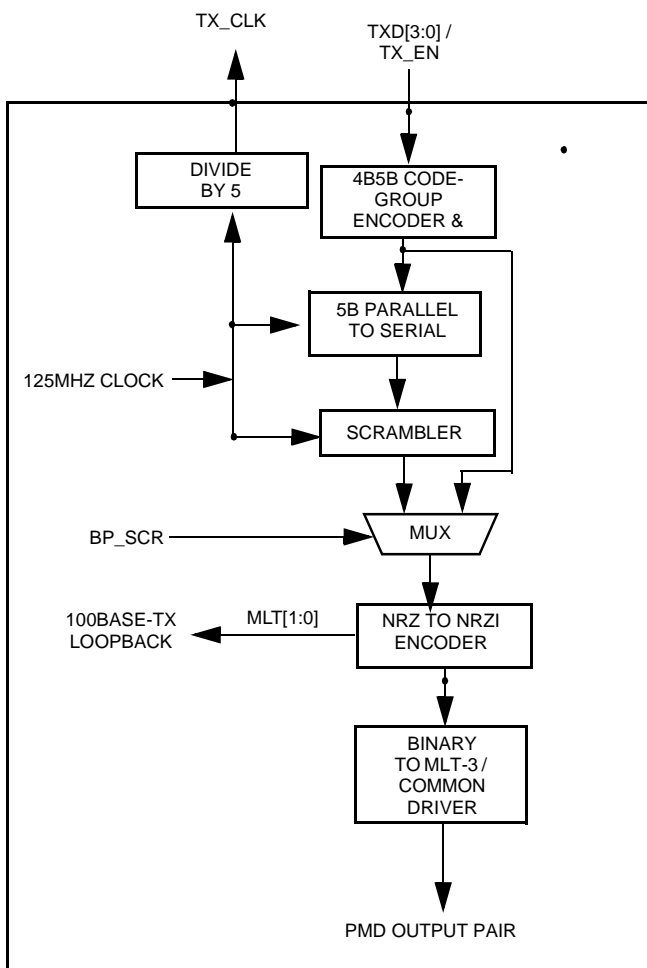 TX_CLK
TXD[3:0] /
TX_EN
DIVIDE
BY 5
4B5B CODE-
GROUP
ENCODER &
5B PARALLEL
TO SERIAL
125MHZ CLOCK
SCRAMBLER
BP_SCR
MUX
100BASE-TX
LOOPBACK
MLT[1:0]
NRZ TO NRZI
ENCODER
BINARY
TO MLT-3 /
COMMON
DRIVER
PMD OUTPUT PAIR